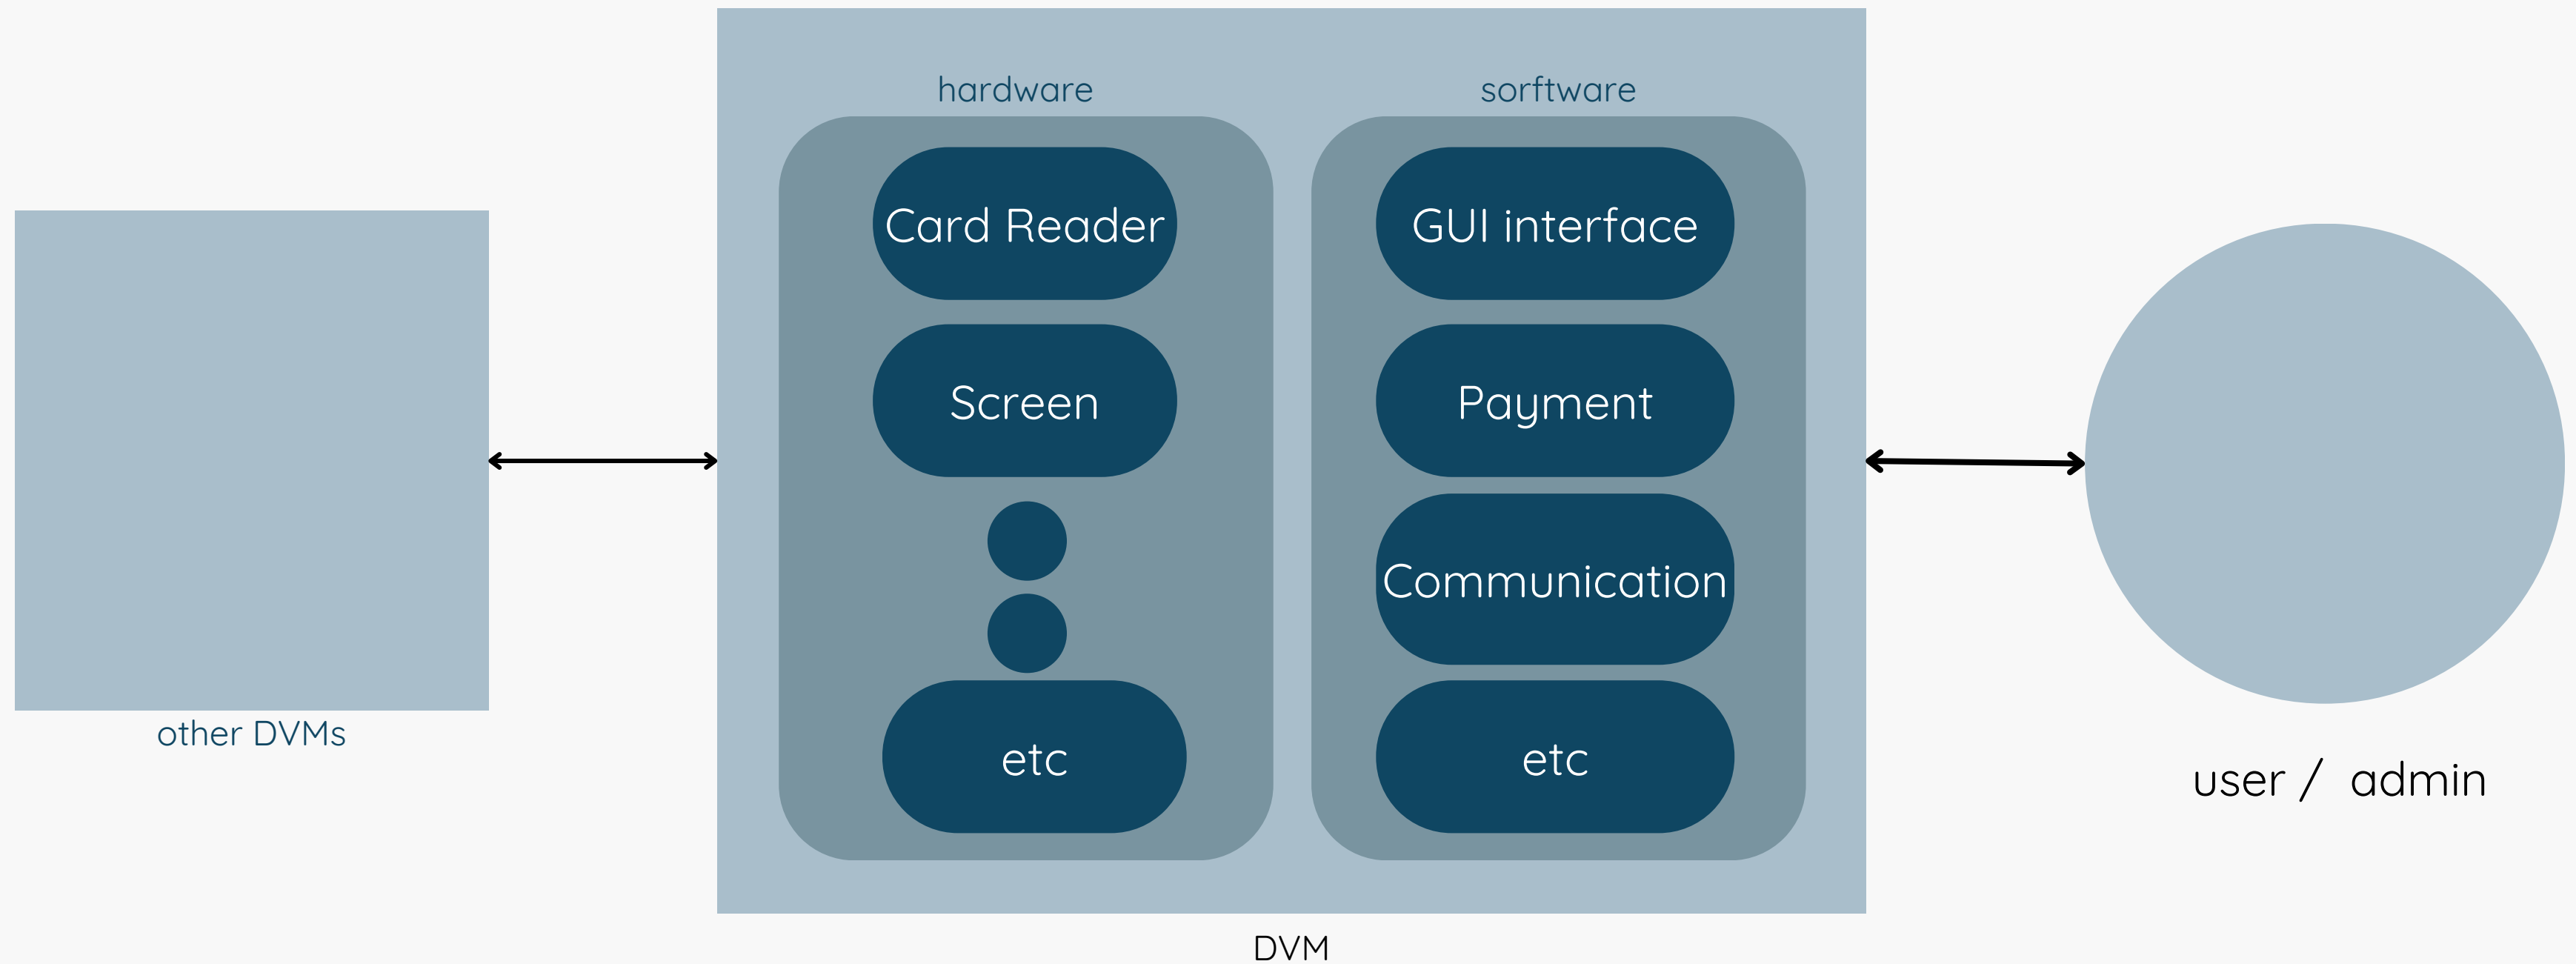 hardware
sorftware
Card Reader
GUI interface
Screen
Payment
Communication
etc
etc
other DVMs
user / admin
DVM